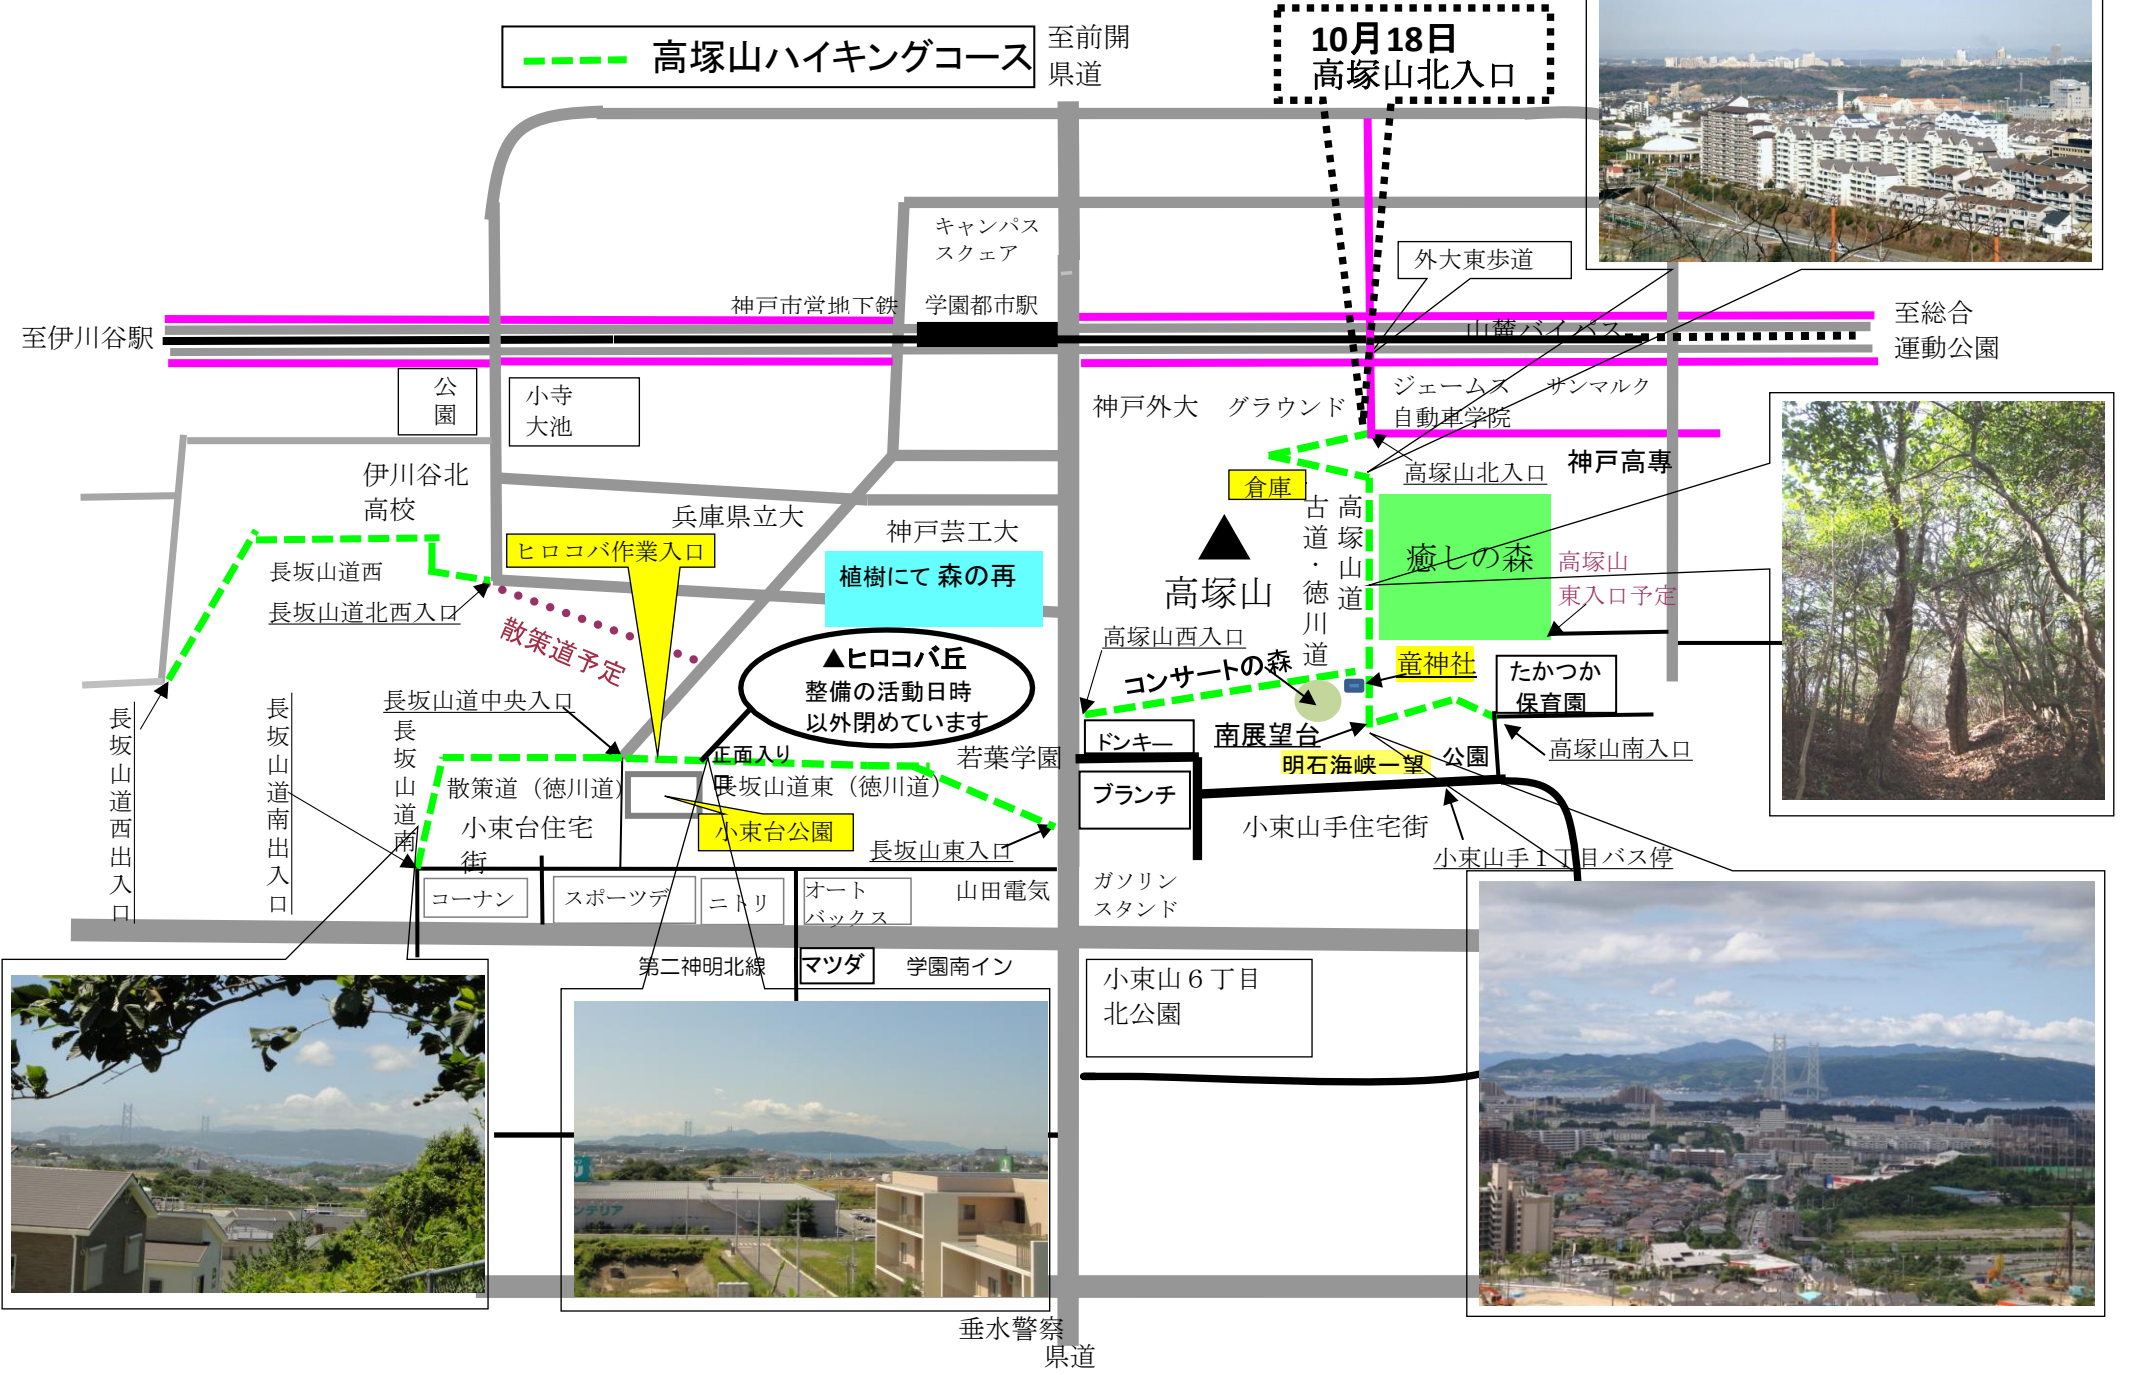 高塚山ハイキングコース
至前開
県道
10月18日
高塚山北入口
キャンパス
スクェア
外大東歩道
神戸市営地下鉄
学園都市駅
至伊川谷駅
山麓バイパス
至総合
運動公園
公
園
小寺
大池
神戸外大
グラウンド
ジェームス
自動車学院
サンマルク
伊川谷北
高校
高塚山北入口
神戸高専
倉庫
兵庫県立大
神戸芸工大
古道・徳川道
高塚山道
ヒロコバ作業入口
植樹にて 森の再
癒しの森
高塚山
東入口予定
長坂山道西
長坂山道北西入口
高塚山
散策道予定
高塚山西入口
▲ヒロコバ丘
整備の活動日時
以外閉めています
コンサートの森
竜神社
たかつか
保育園
長坂山道中央入口
長坂山道西出入口
長坂山道南出入口
長坂山道南
正面入り
口
若葉学園
ドンキー
南展望台
明石海峡一望
公園
高塚山南入口
散策道（徳川道）
長坂山道東（徳川道）
ブランチ
小束台住宅
街
小束台公園
長坂山東入口
小束山手住宅街
小束山手１丁目バス停
コーナン
スポーツデ
ニトリ
オート
バックス
山田電気
ガソリン
スタンド
第二神明北線
マツダ
学園南イン
小束山６丁目
北公園
ンテリア
垂水警察
県道